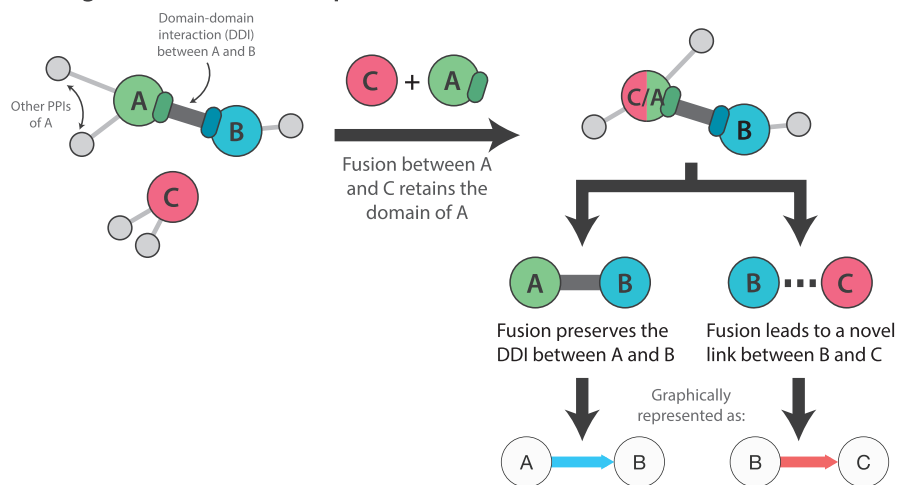 Domain-domain
interaction (DDI)
between A and B
Other PPIs
of A
A
B
C
C + A
Fusion between A
and C retains the
domain of A
C/A
B
A B
B C
Fusion preserves the
DDI between A and B
Fusion leads to a novel
link between B and C
Graphically
represented as:
A B
B C